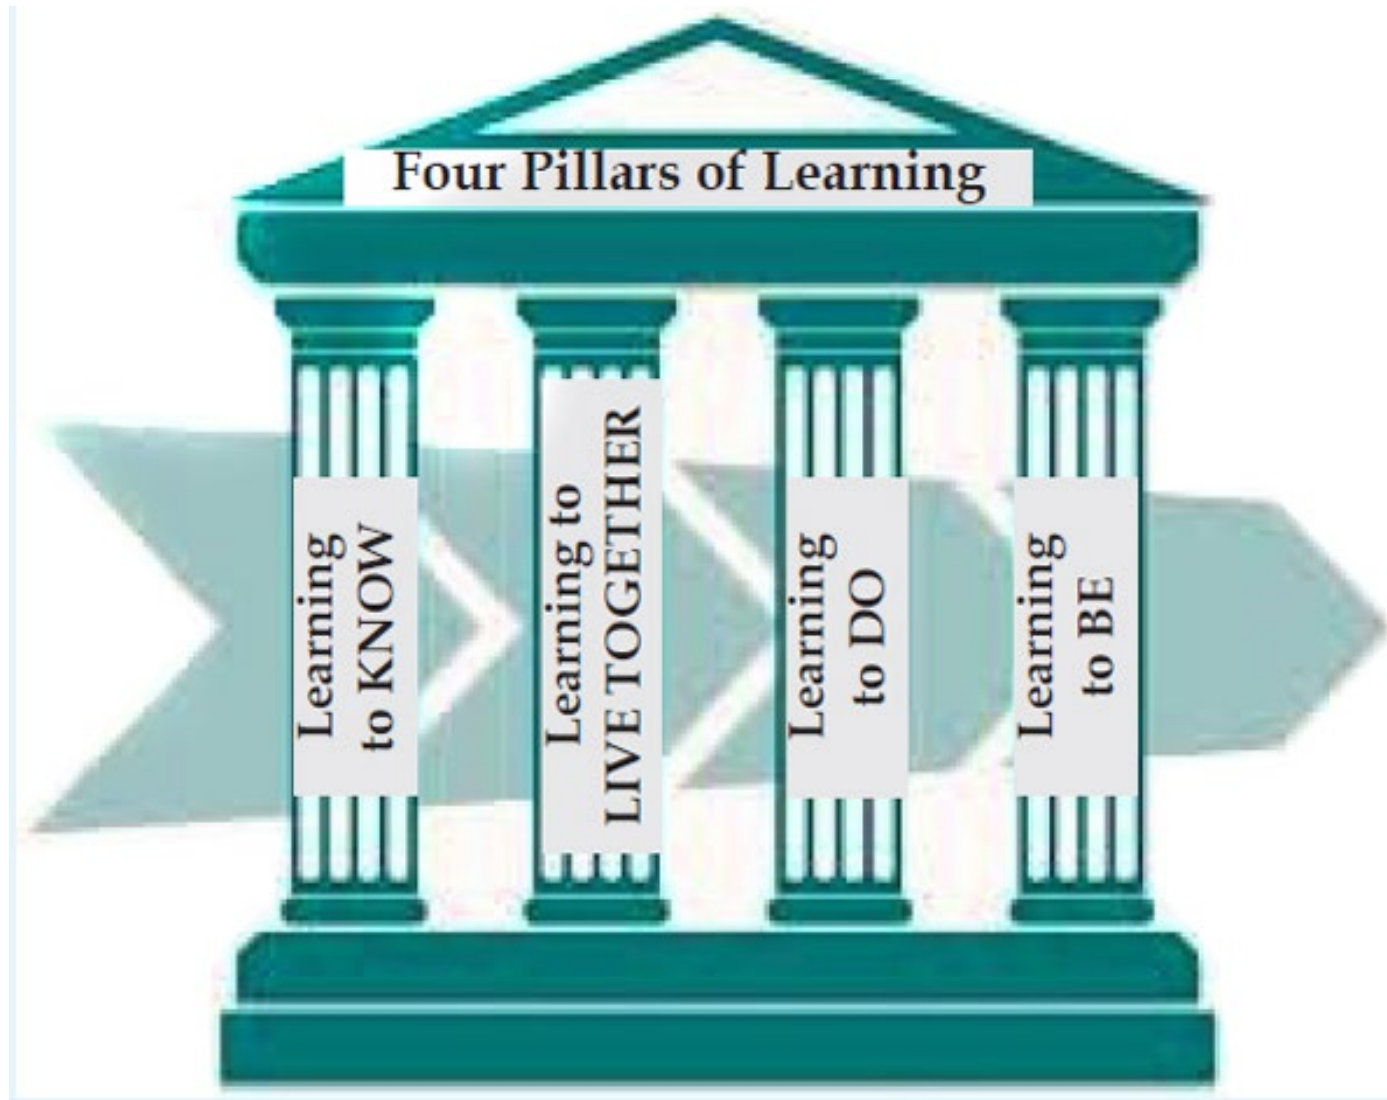 Four Pillars of Learning
Learning
to KNOW
Learning to
LIVE TOGETHER
Learning
to DO
Learning
to BE